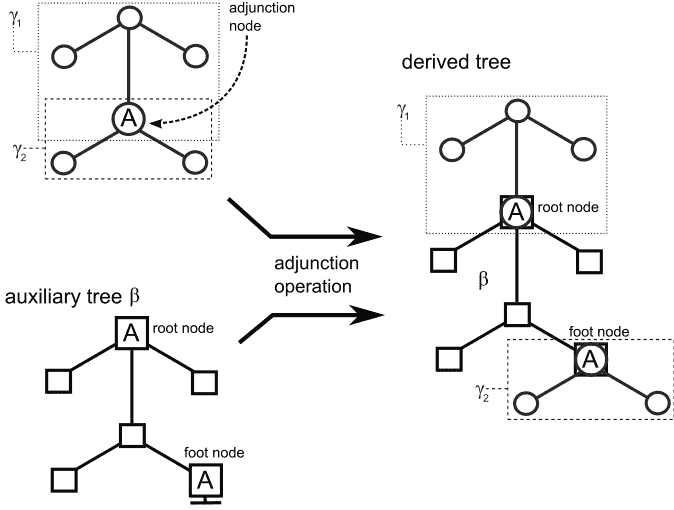 γ1
adjunction
node
A
γ2
derived tree
γ1
A
root node
adjunction
operation
β
auxiliary tree β
A
root node
foot node
A
γ2
foot node
A